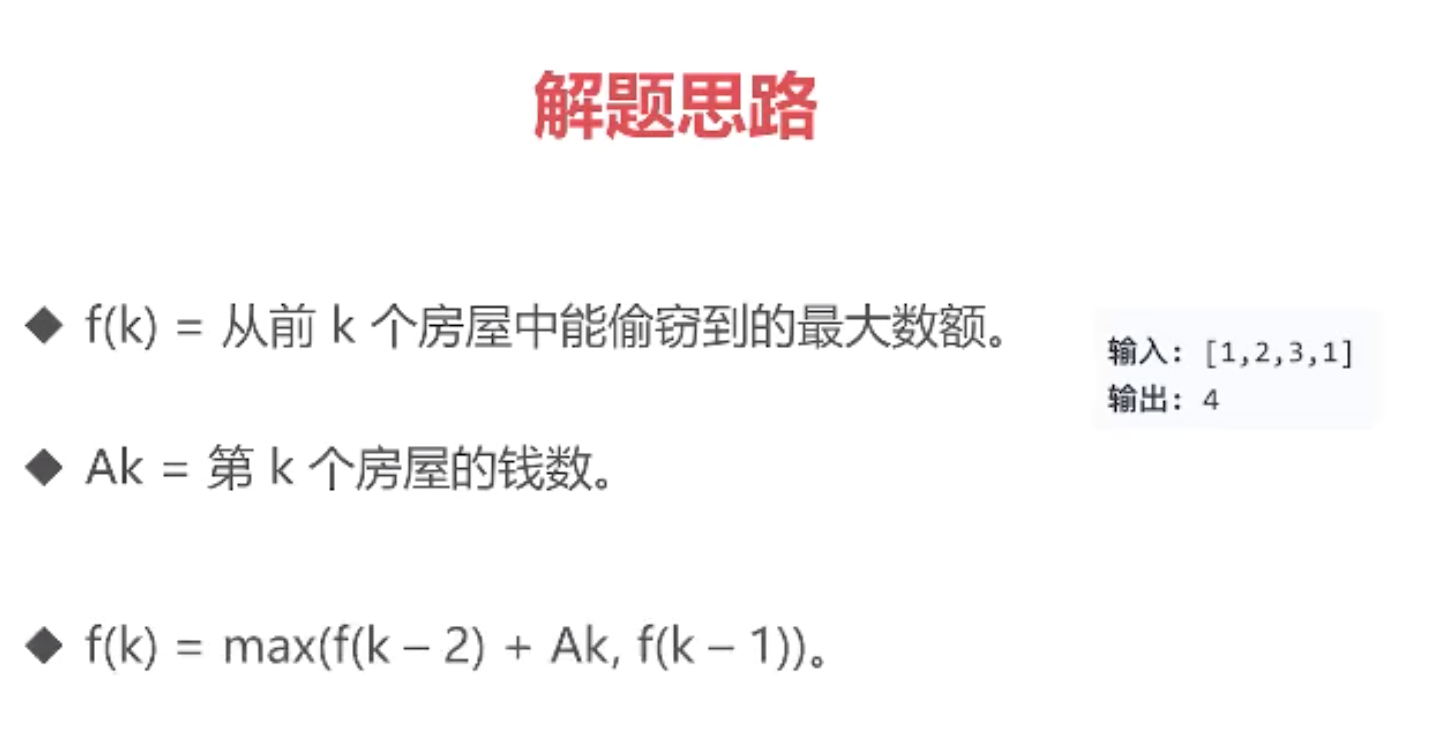 解题思路
◆ f(k) = 从前 k 个房屋中能偷窃到的最大数额。
输入: [1,2,3,1]
输出: 4
◆ Ak = 第 k 个房屋的钱数。
◆ f(k) = max(f(k – 2) + Ak, f(k – 1))。